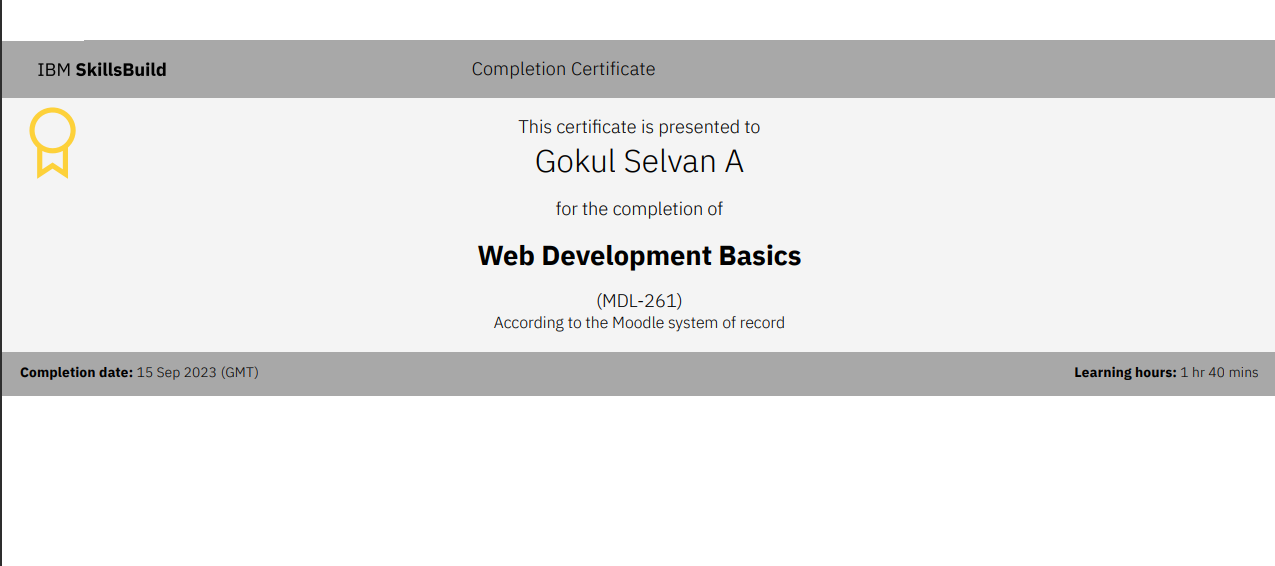 IBM SkillsBuild
Completion Certificate
This certificate is presented to
Gokul Selvan A
for the completion of
Web Development Basics
(MDL-261)
According to the Moodle system of record
Completion date: 15 Sep 2023 (GMT)
Learning hours: 1 hr 40 mins